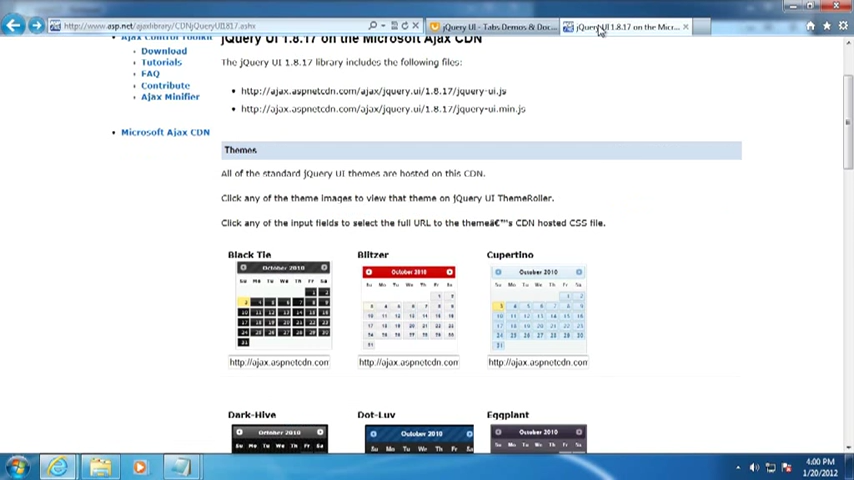 http://www.asp.net/ajaxlibrary/CDNjQueryUI1817.ashx
jQuery UI - Tabs Demos & Doc...
jQuery UI 1.8.17 on the Micr...
Ajax Control Toolkit
Download
Tutorials
FAQ
Contribute
Ajax Minifier
Microsoft Ajax CDN
jQuery UI 1.8.17 on the Microsoft Ajax CDN
The jQuery UI 1.8.17 library includes the following files:
http://ajax.aspnetcdn.com/ajax/jquery.ui/1.8.17/jquery-ui.js
http://ajax.aspnetcdn.com/ajax/jquery.ui/1.8.17/jquery-ui.min.js
Themes
All of the standard jQuery UI themes are hosted on this CDN.
Click any of the theme images to view that theme on jQuery UI ThemeRoller.
Click any of the input fields to select the full URL to the themeâ€™s CDN hosted CSS file.
Black Tie
Blitzer
Cupertino
October 2010
October 2010
October 2010
http://ajax.aspnetcdn.com
http://ajax.aspnetcdn.com
http://ajax.aspnetcdn.com
Dark-Hive
Dot-Luv
Eggplant
October 2010
October 2010
October 2010
4:00 PM
1/20/2012